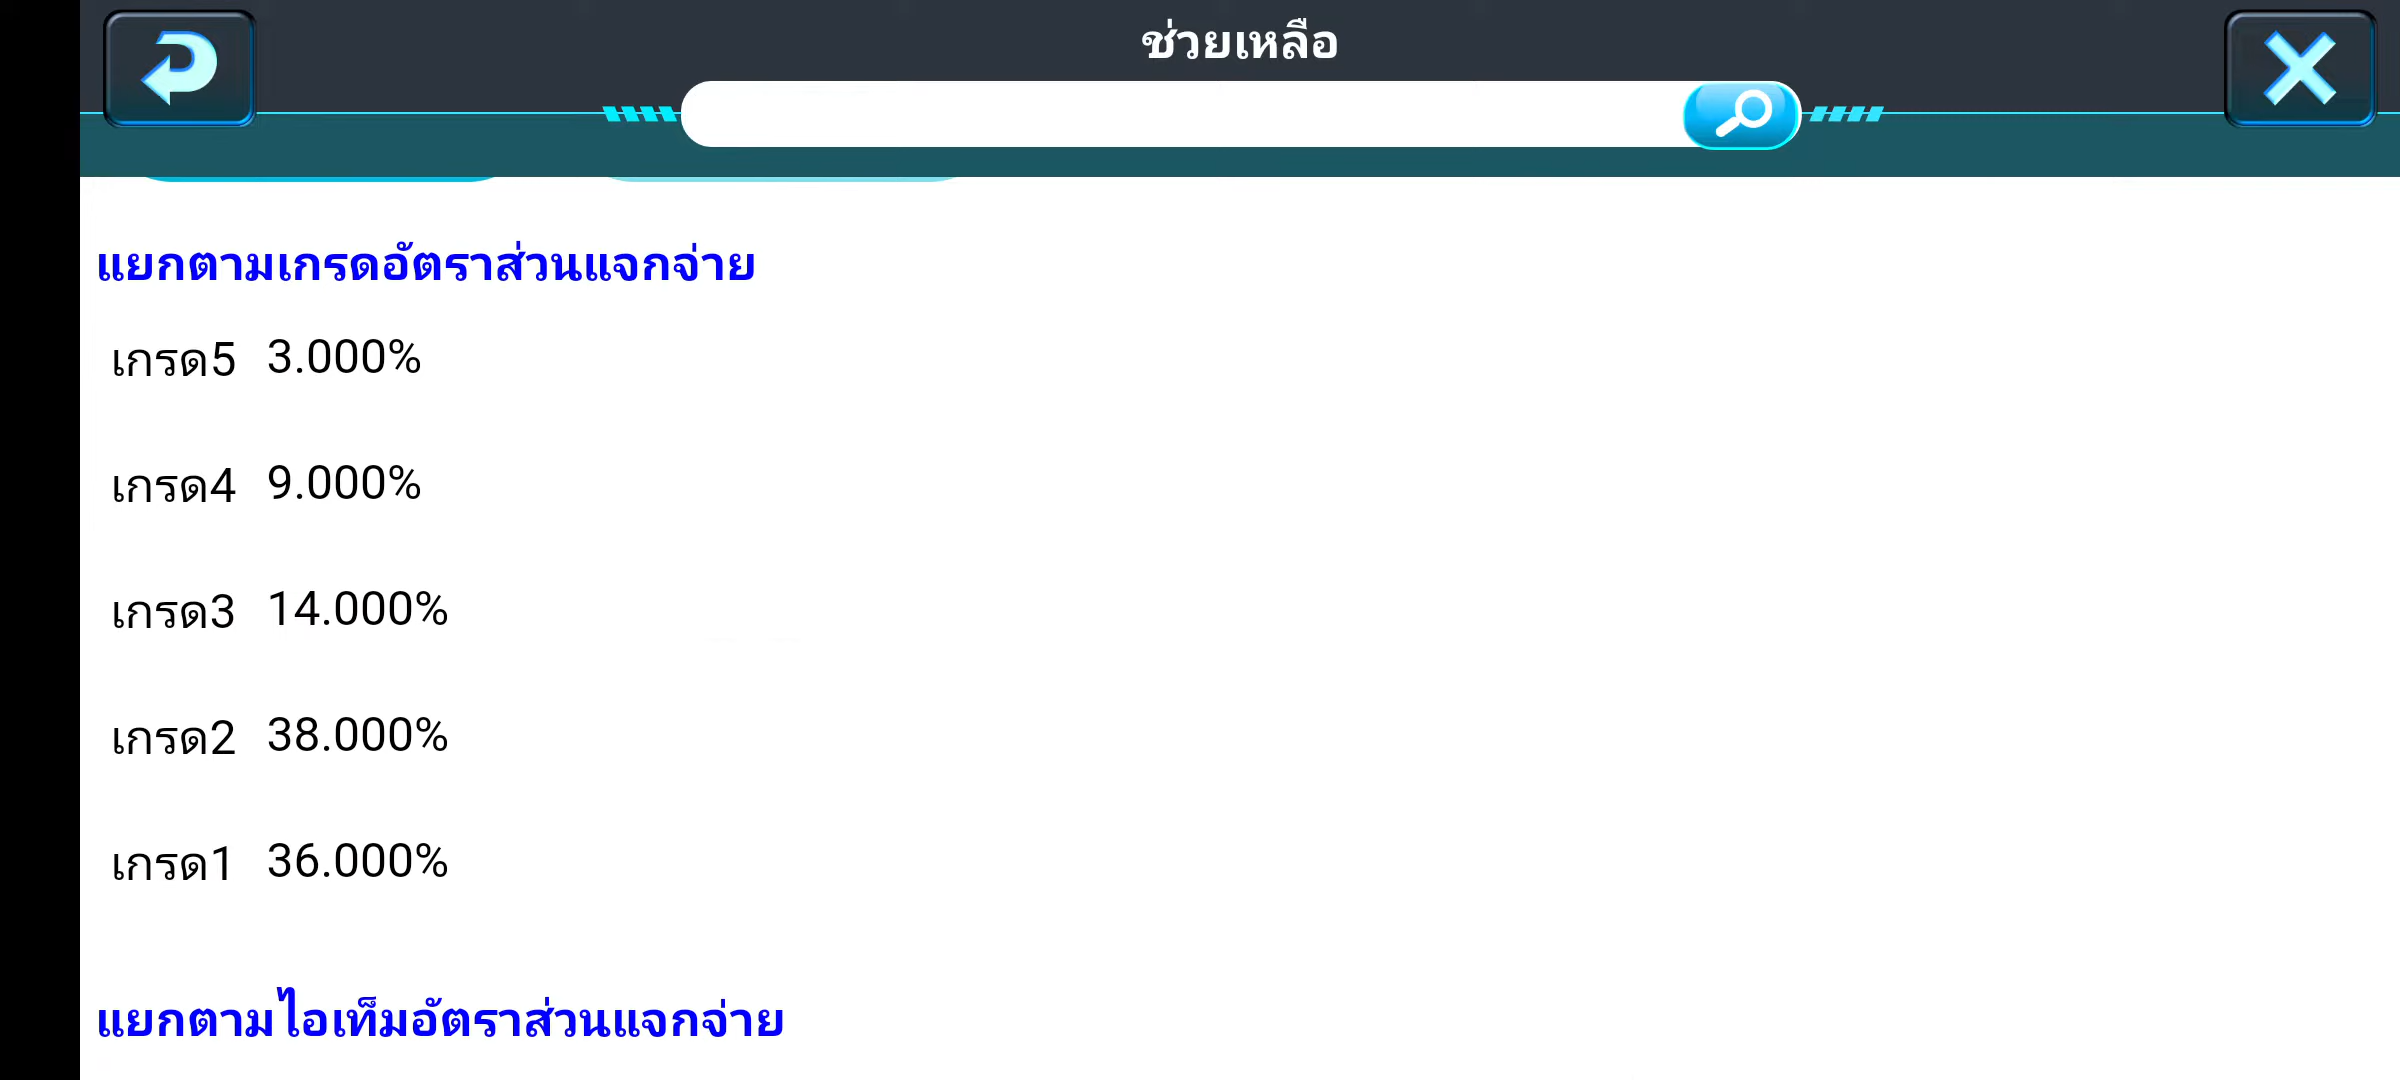 ช่วยเหลือ
แยกตามเกรดอัตราส่วนแจกจ่าย
เกรด5 3.000%
เกรด4 9.000%
เกรด3 14.000%
เกรด2 38.000%
เกรด1 36.000%
แยกตามไอเท็มอัตราส่วนแจกจ่าย